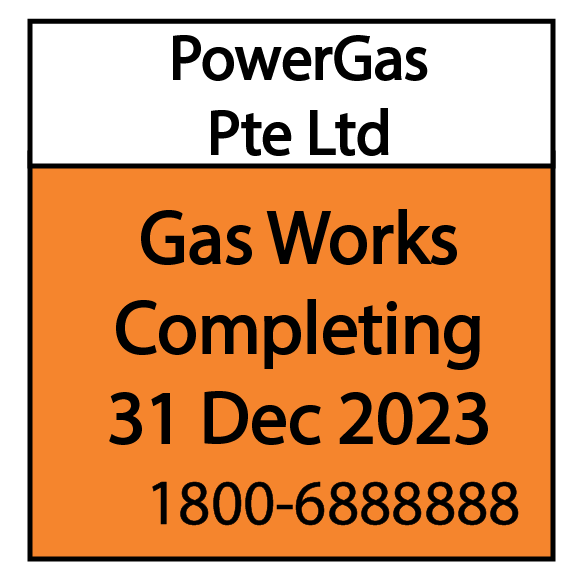 PowerGas
Pte Ltd
Gas Works
Completing
31 Dec 2023
1800-6888888